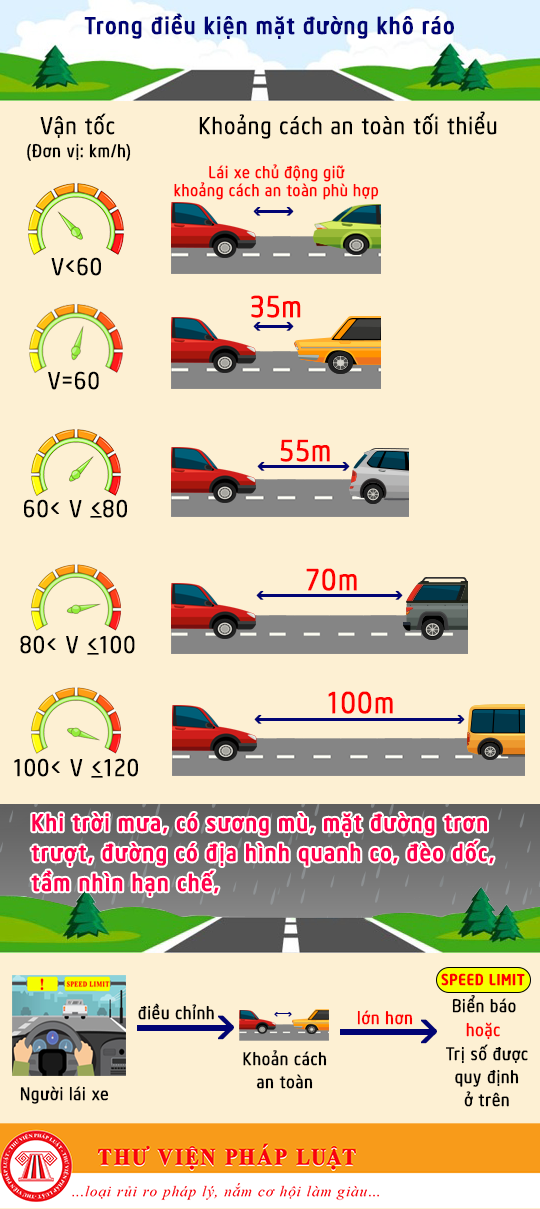 Trong điều kiện mặt đường khô ráo
Vận tốc
(Đơn vị: km/h)
Khoảng cách an toàn tối thiểu
Lái xe chủ động giữ
khoảng cách an toàn phù hợp
V<60
35m
V=60
55m
60< V ≤80
70m
80< V ≤100
100m
100< V ≤120
Khi trời mưa, có sương mù, mặt đường trơn
trượt, đường có địa hình quanh co, đèo dốc,
tầm nhìn hạn chế,
! SPEED LIMIT
Người lái xe
điều chỉnh
Khoản cách
an toàn
lớn hơn
SPEED LIMIT
Biển báo
hoặc
Trị số được
quy định
ở trên
THƯ VIỆN PHÁP LUẬT
THƯ VIỆN PHÁP LUẬT
...loại rủi ro pháp lý, nắm cơ hội làm giàu...